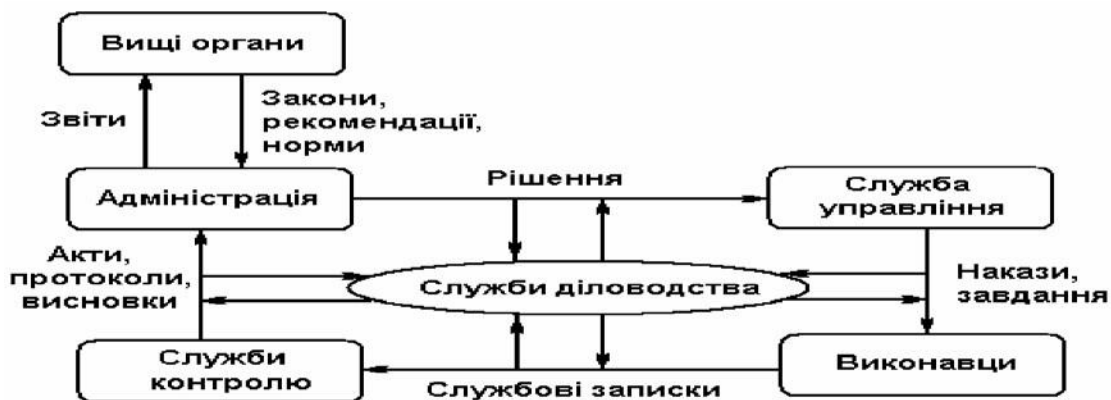 Вищі органи
Звіти
Закони,
рекомендації,
норми
Адміністрація
Рішення
Служба
управління
Акти,
протоколи,
висновки
Служби діловодства
Накази,
завдання
Служби
контролю
Службові записки
Виконавци